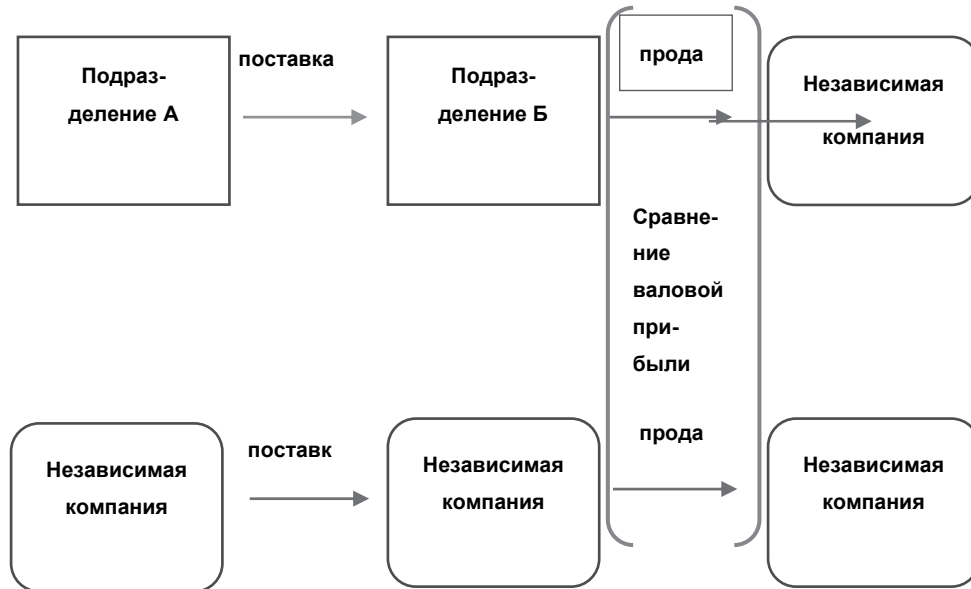 Подраз-
деление А
поставка
Подраз-
деление Б
прода
Независимая
компания
Сравне-
ние
валовой
при-
были
Независимая
компания
поставк
Независимая
компания
прода
Независимая
компания